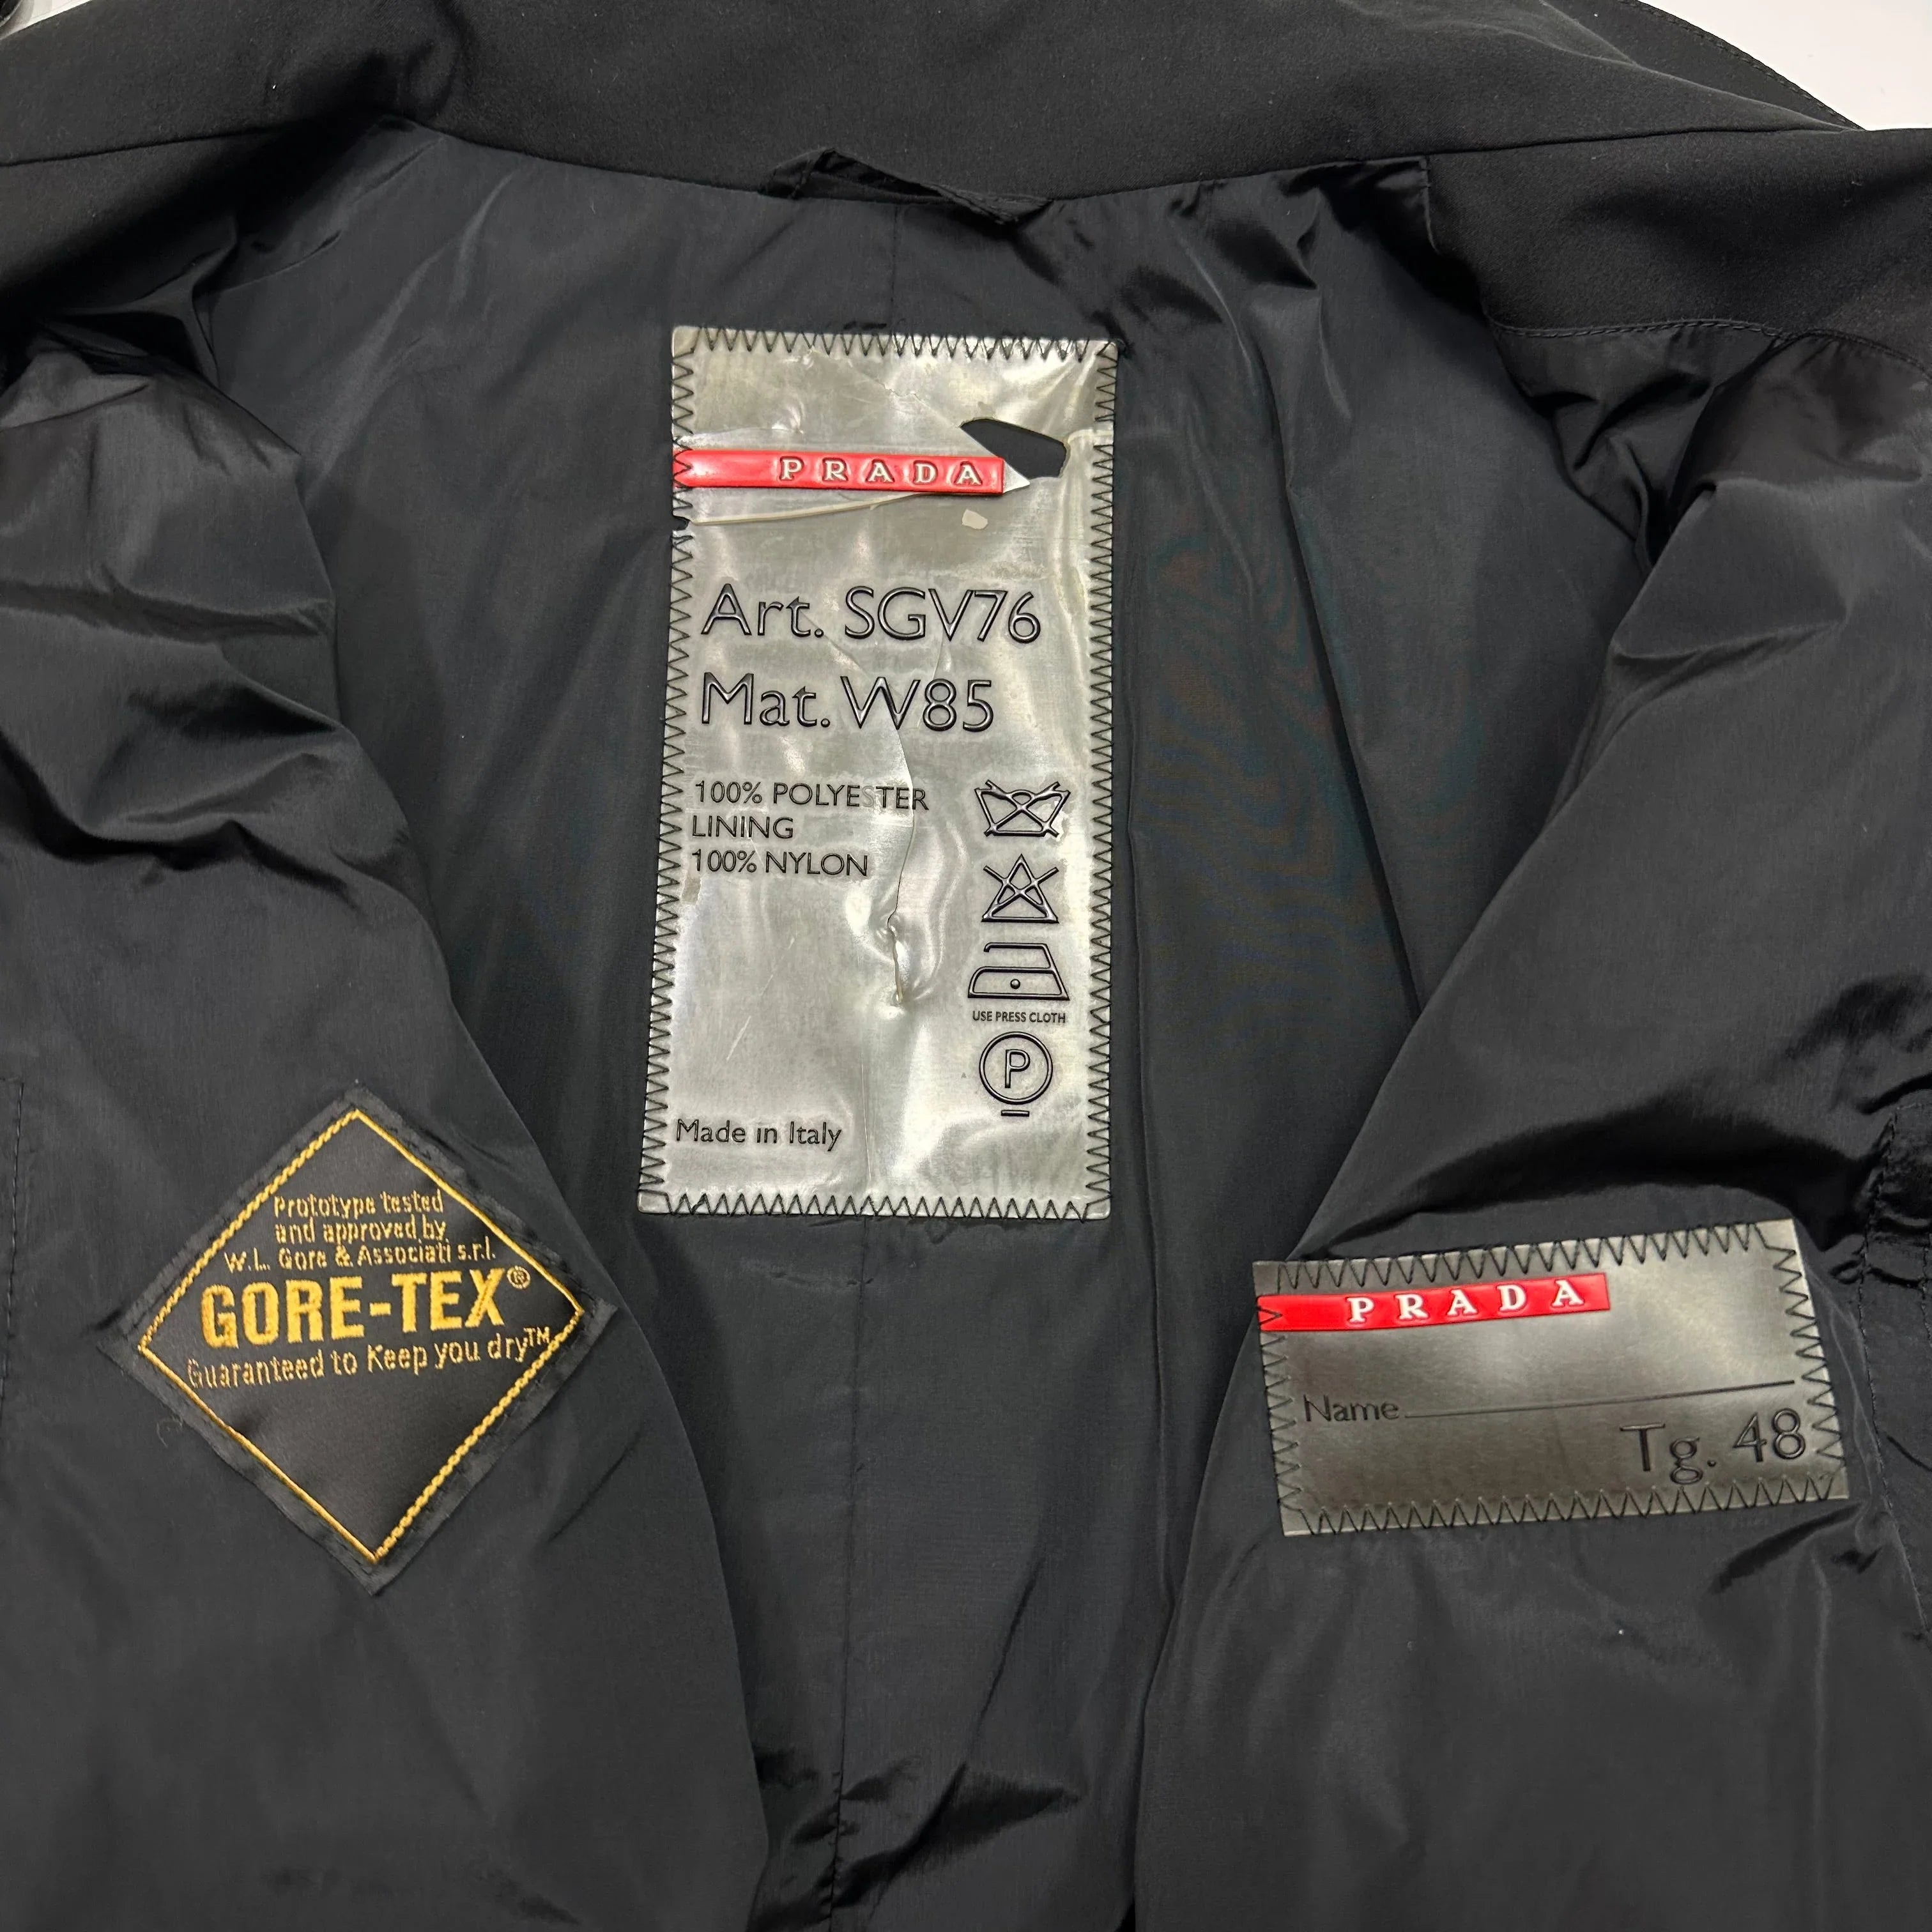 PRADA
Art. SGV76
Mat. W85
100% POLYESTER
LINING
100% NYLON
USE PRESS CLOTH
P
Made in Italy
Prototype tested
and approved by
W.L. Gore & Associati s.r.l.
GORE-TEX®
Guaranteed to Keep you dry™
PRADA
Name
Tg. 48